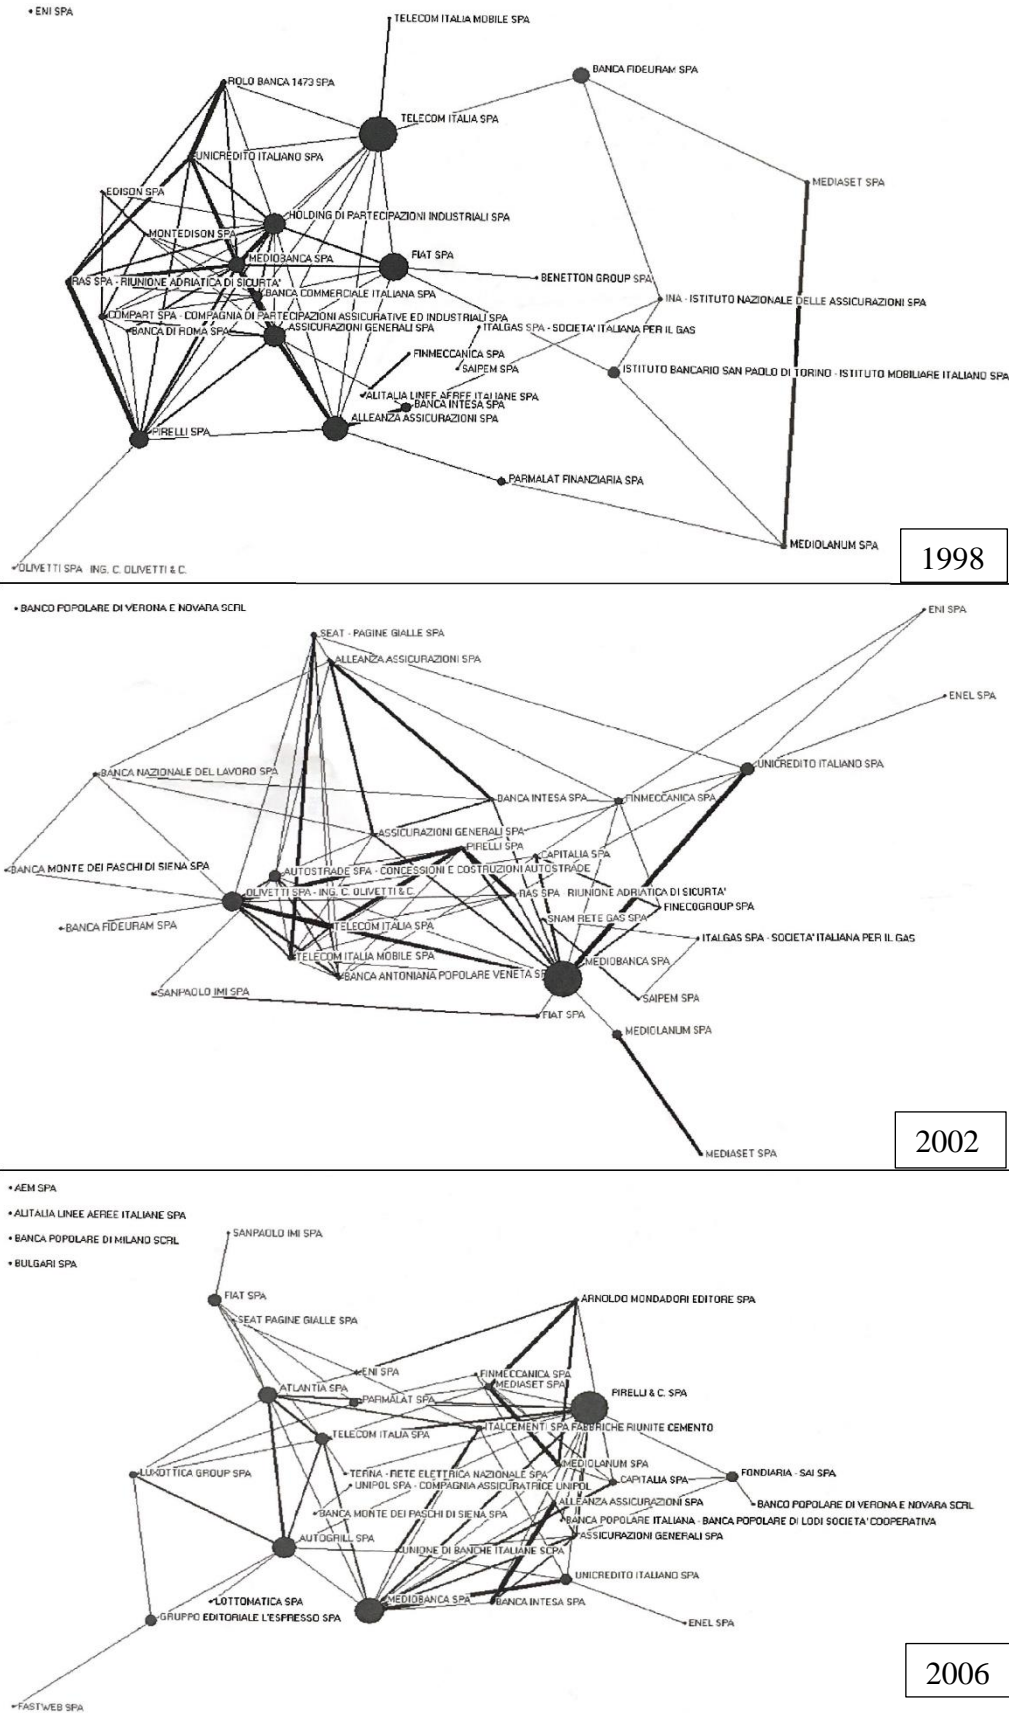 ENI SPA
TELECOM ITALIA MOBILE SPA
BANCA FIDEURAM SPA
ROLO BANCA 1473 SPA
TELECOM ITALIA SPA
UNICREDITO ITALIANO SPA
MEDIASET SPA
EDISON SPA
HOLDING DI PARTECIPAZIONI INDUSTRIALI SPA
MONTEDISON SPA
MEDIOBANCA SPA
FIAT SPA
BENETTON GROUP SPA
RAS SPA - RIUNIONE ADRIATICA DI SICURTA'
BANCA COMMERCIALE ITALIANA SPA
INA - ISTITUTO NAZIONALE DELLE ASSICURAZIONI SPA
COMPART SPA - COMPAGNIA DI PARTECIPAZIONI ASSICURATIVE ED INDUSTRIALI SPA
BANCA DI ROMA SPA
ASSICURAZIONI GENERALI SPA
ITALGAS SPA - SOCIETA' ITALIANA PER IL GAS
FINMECCANICA SPA
SAIPEM SPA
ISTITUTO BANCARIO SAN PAOLO DI TORINO - ISTITUTO MOBILIARE ITALIANO SPA
ALITALIA LINEE AEREE ITALIANE SPA
BANCA INTESA SPA
ALLEANZA ASSICURAZIONI SPA
PIRELLI SPA
PARMALAT FINANZIARIA SPA
MEDIOLANUM SPA
1998
OLIVETTI SPA ING. C. OLIVETTI & C.
BANCO POPOLARE DI VERONA E NOVARA SCRL
ENI SPA
SEAT - PAGINE GIALLE SPA
ALLEANZA ASSICURAZIONI SPA
ENEL SPA
UNICREDITO ITALIANO SPA
BANCA NAZIONALE DEL LAVORO SPA
BANCA INTESA SPA
FINMECCANICA SPA
ASSICURAZIONI GENERALI SPA
PIRELLI SPA
CAPITALIA SPA
BANCA MONTE DEI PASCHI DI SIENA SPA
AUTOSTRADE SPA - CONCESSIONI E COSTRUZIONI AUTOSTRADE
OLIVETTI SPA - ING. C. OLIVETTI & C.
RAS SPA - RIUNIONE ADRIATICA DI SICURTA'
FINECOGROUP SPA
SNAM RETE GAS SPA
BANCA FIDEURAM SPA
TELECOM ITALIA SPA
ITALGAS SPA - SOCIETA' ITALIANA PER IL GAS
TELECOM ITALIA MOBILE SPA
MEDIOBANCA SPA
BANCA ANTONIANA POPOLARE VENETA SP
SANPAOLO IMI SPA
SAIPEM SPA
FIAT SPA
MEDIOLANUM SPA
MEDIASET SPA
2002
AEM SPA
ALITALIA LINEE AEREE ITALIANE SPA
SANPAOLO IMI SPA
BANCA POPOLARE DI MILANO SCRL
BULGARI SPA
FIAT SPA
ARNOLDO MONDADORI EDITORE SPA
SEAT PAGINE GIALLE SPA
ENI SPA
FINMECCANICA SPA
ATLANTIA SPA
MEDIASET SPA
PIRELLI & C. SPA
PARMALAT SPA
ITALCEMENTI SPA FABBRICHE RIUNITE CEMENTO
TELECOM ITALIA SPA
MEDIOLANUM SPA
LUXOTTICA GROUP SPA
TERNA - RETE ELETTRICA NAZIONALE SPA
FONDIARIA - SAI SPA
CAPITALIA SPA
UNIPOL SPA - COMPAGNIA ASSICURATRICE UNIPOL
ALLEANZA ASSICURAZIONI SPA
BANCO POPOLARE DI VERONA E NOVARA SCRL
BANCA MONTE DEI PASCHI DI SIENA SPA
BANCA POPOLARE ITALIANA - BANCA POPOLARE DI LODI SOCIETA' COOPERATIVA
AUTOGRILL SPA
ASSICURAZIONI GENERALI SPA
UNIONE DI BANCHE ITALIANE SCPA
UNICREDITO ITALIANO SPA
LOTTOMATICA SPA
MEDIOBANCA SPA
BANCA INTESA SPA
GRUPPO EDITORIALE L'ESPRESSO SPA
ENEL SPA
2006
FASTWEB SPA